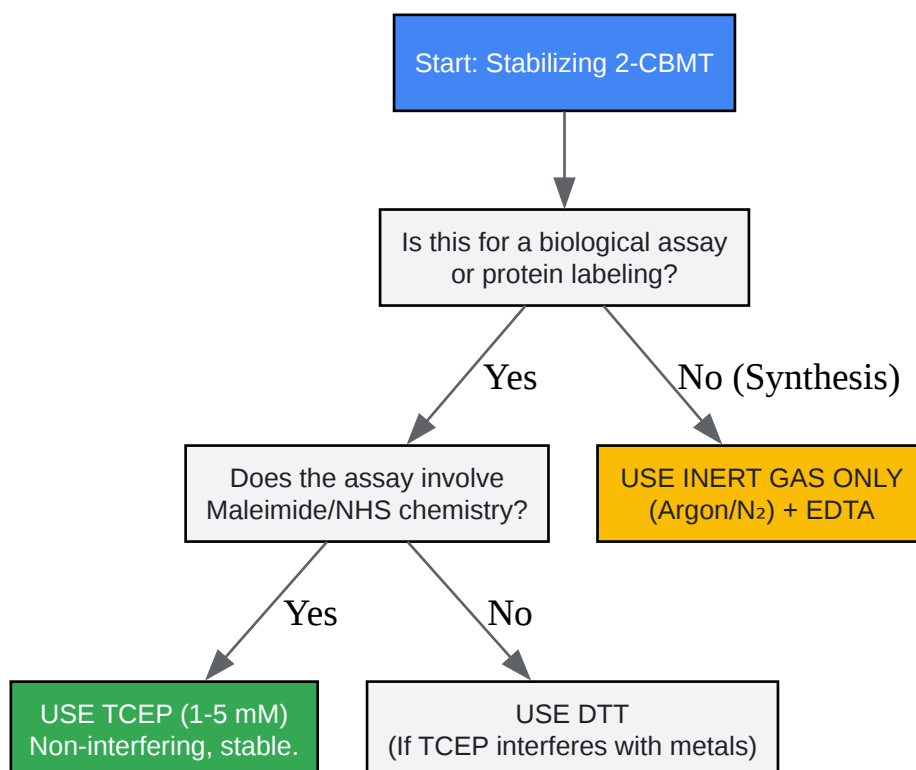 Start: Stabilizing 2-CBMT
Is this for a biological assay
or protein labeling?
Yes
No (Synthesis)
Does the assay involve
Maleimide/NHS chemistry?
USE INERT GAS ONLY
(Argon/N₂) + EDTA
Yes
No
USE TCEP (1-5 mM)
Non-interfering, stable.
USE DTT
(If TCEP interferes with metals)